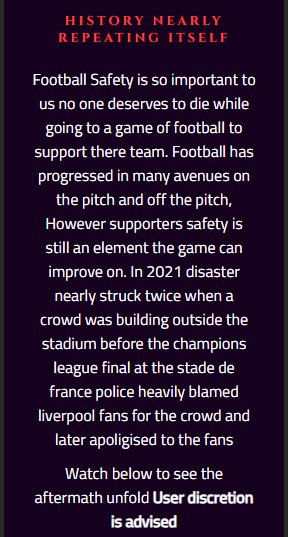 HISTORY NEARLY
REPEATING ITSELF
Football Safety is so important to
us no one deserves to die while
going to a game of football to
support there team. Football has
progressed in many avenues on
the pitch and off the pitch,
However supporters safety is
still an element the game can
improve on. In 2021 disaster
nearly struck twice when a
crowd was building outside the
stadium before the champions
league final at the stade de
france police heavily blamed
liverpool fans for the crowd and
later apoligised to the fans
Watch below to see the
aftermath unfold User discretion
is advised